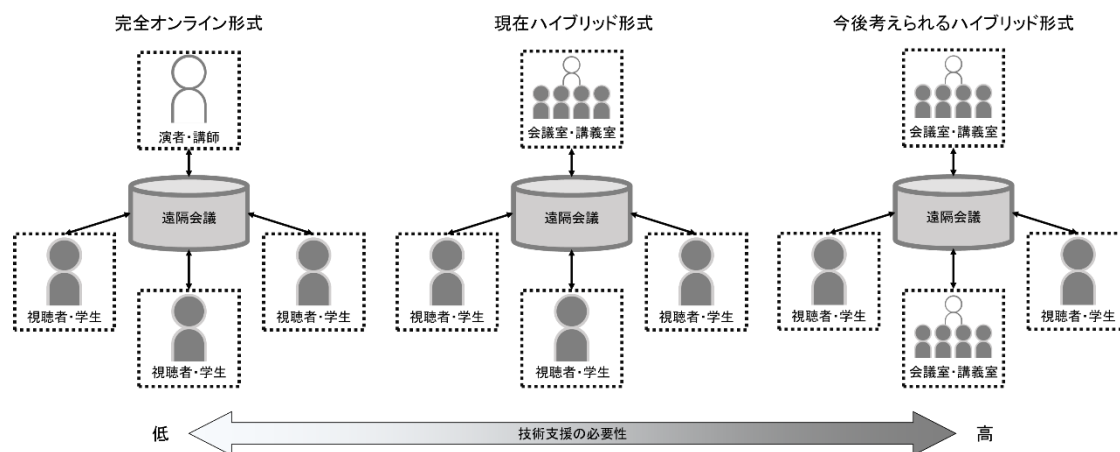 完全オンライン形式
演者・講師
遠隔会議
視聴者・学生
視聴者・学生
視聴者・学生
現在ハイブリッド形式
会議室・講義室
遠隔会議
視聴者・学生
視聴者・学生
視聴者・学生
今後考えられるハイブリッド形式
会議室・講義室
遠隔会議
視聴者・学生
視聴者・学生
会議室・講義室
低
技術支援の必要性
高